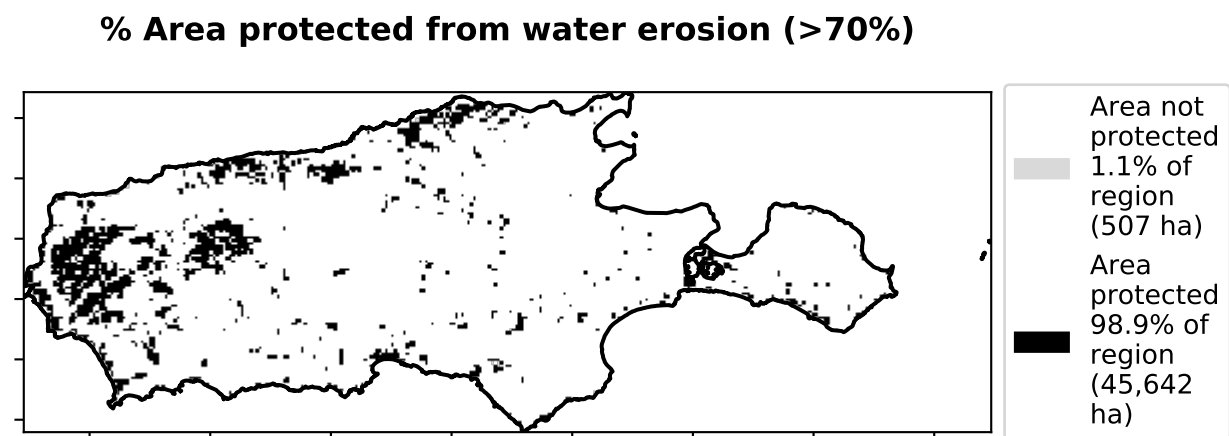 % Area protected from water erosion (>70%)
Area not
protected
1.1% of
region
(507 ha)
Area
protected
98.9% of
region
(45,642
ha)